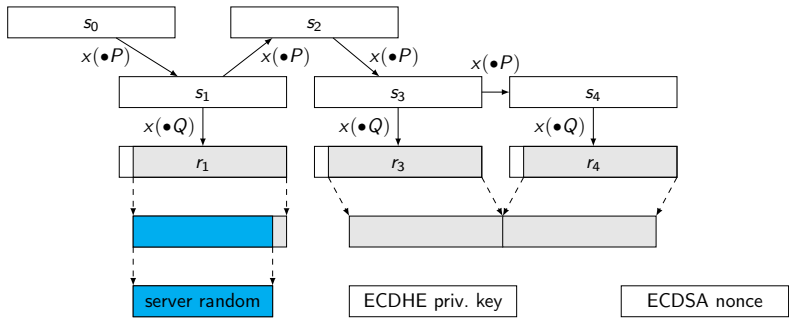 s0 s2
x(•P) x(•P) x(•P) x(•P)
s1 s3 s4
x(•Q) x(•Q) x(•Q)
r1 r3 r4
server random ECDHE priv. key ECDSA nonce